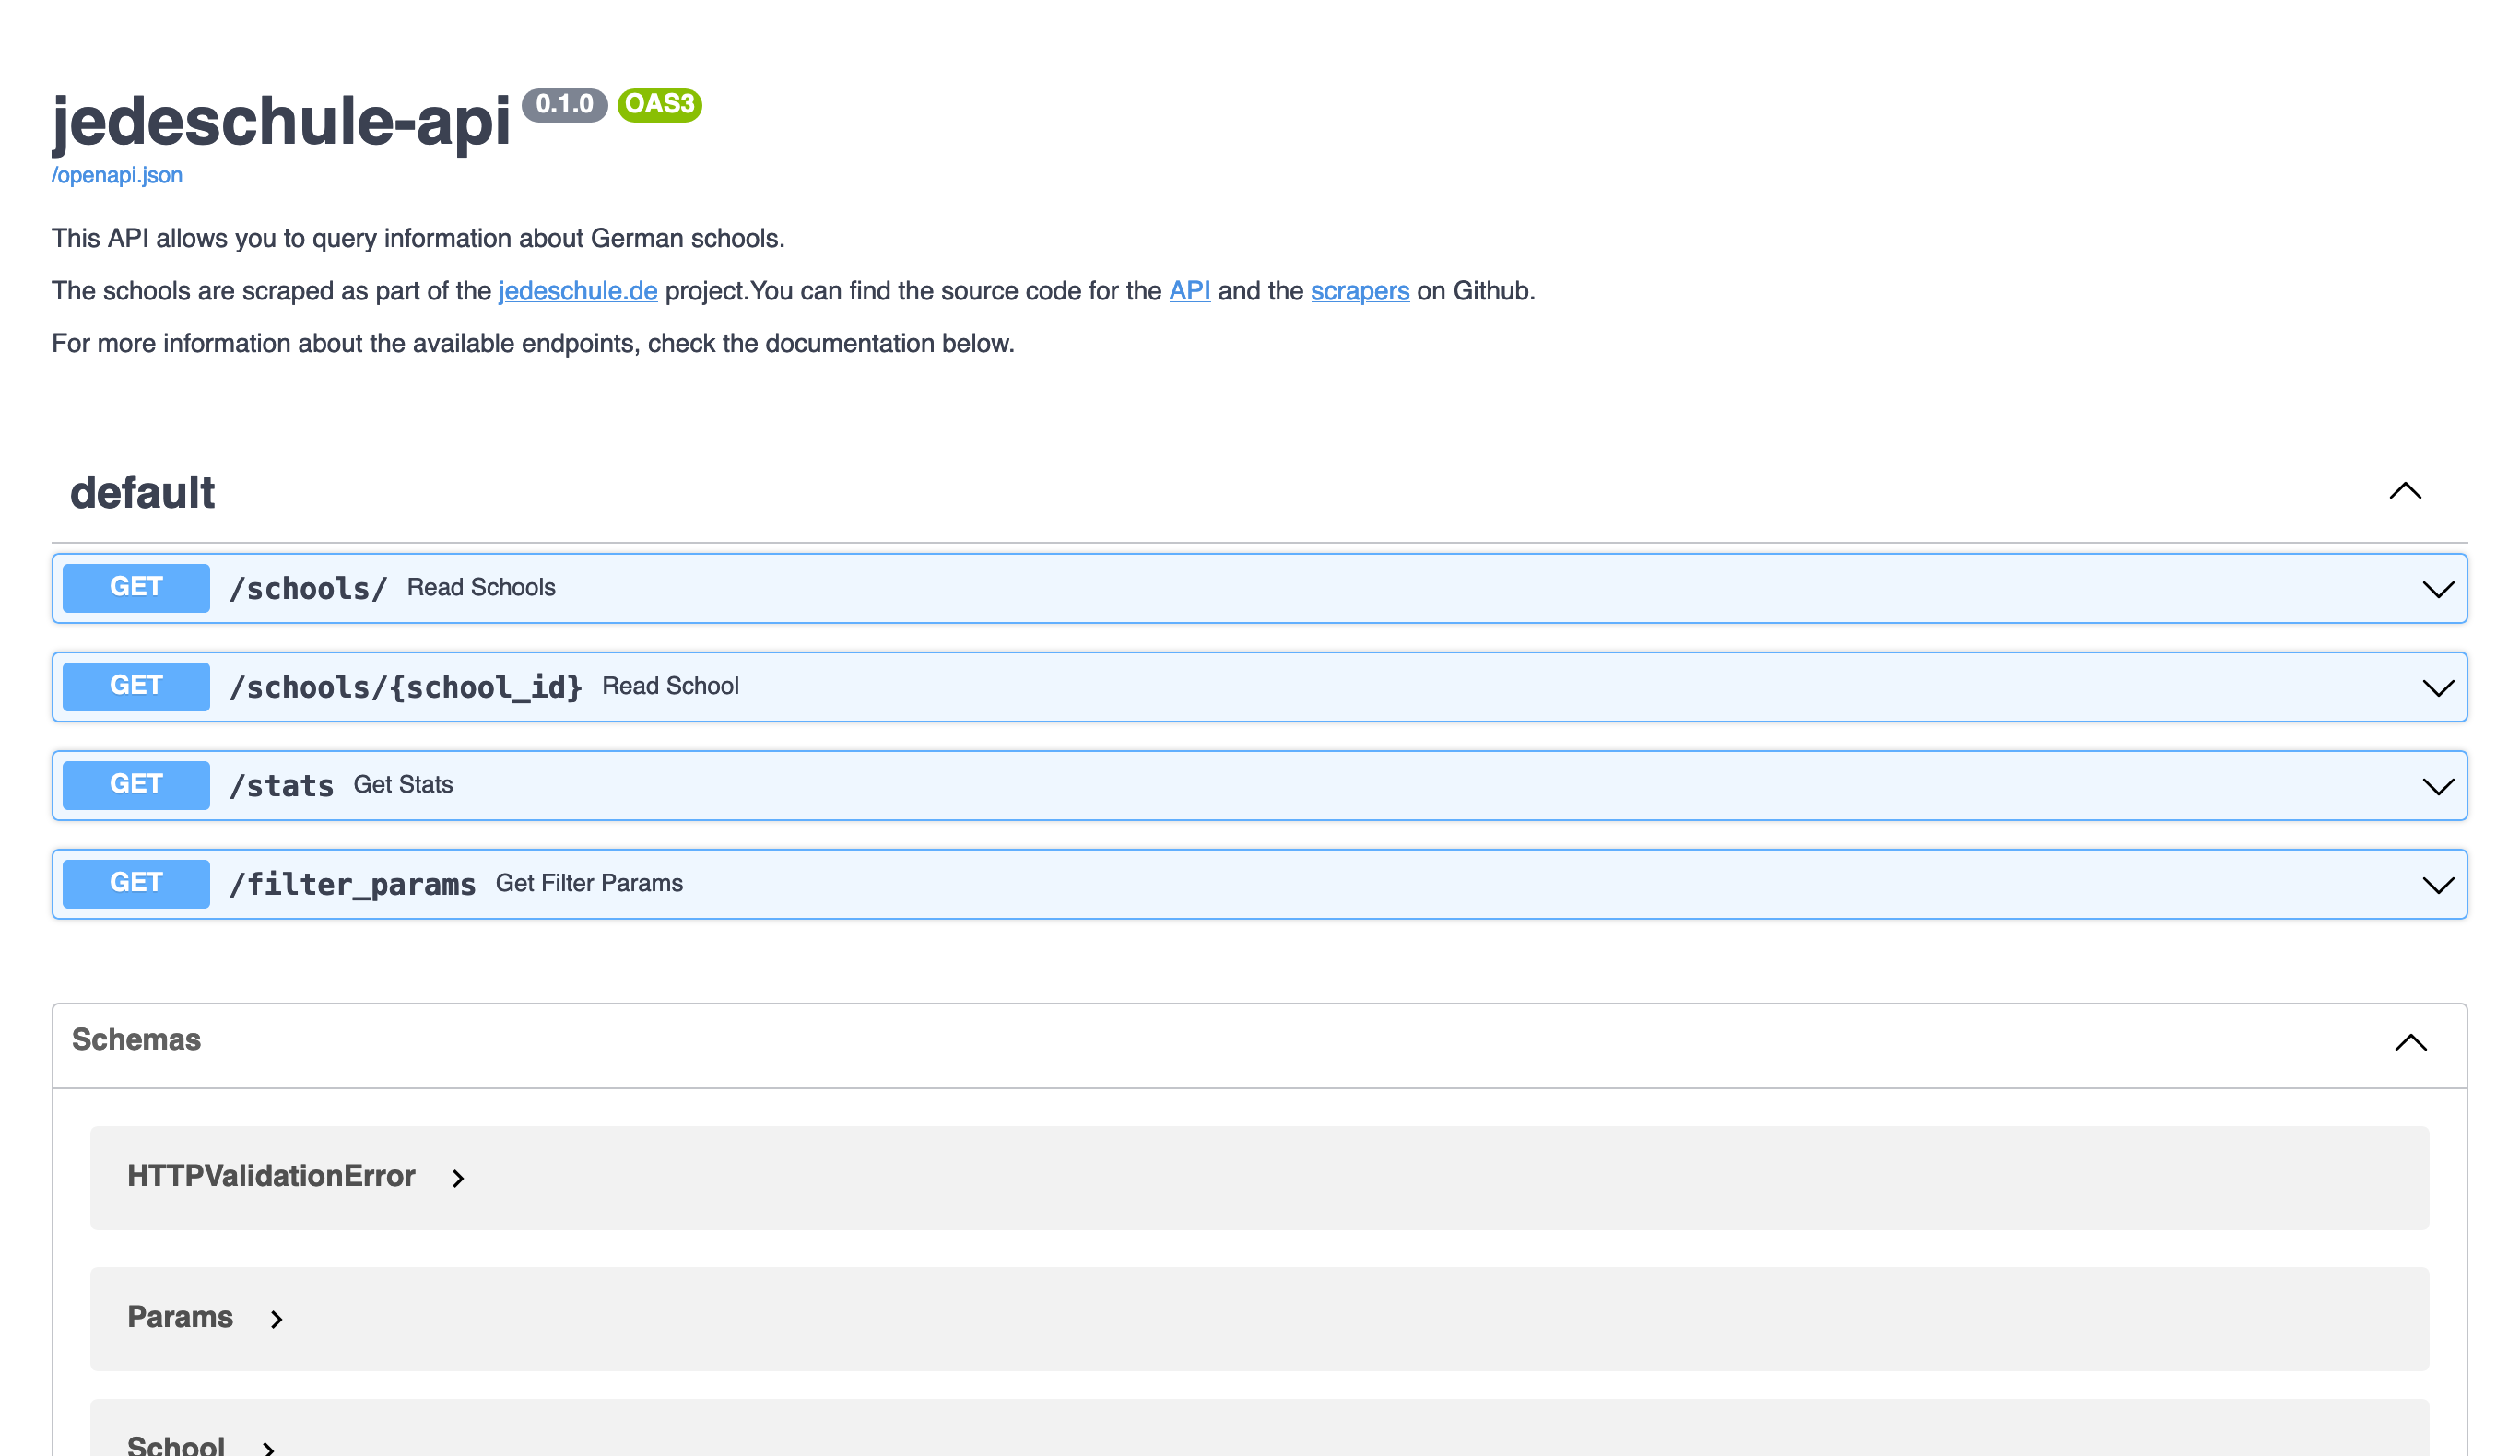 jedeschule-api 0.1.0 OAS3
/openapi.json
This API allows you to query information about German schools.
The schools are scraped as part of the jedeschule.de project.You can find the source code for the API and the scrapers on Github.
For more information about the available endpoints, check the documentation below.
default
GET /schools/ Read Schools
GET /schools/{school_id} Read School
GET /stats Get Stats
GET /filter_params Get Filter Params
Schemas
HTTPValidationError
Params
School